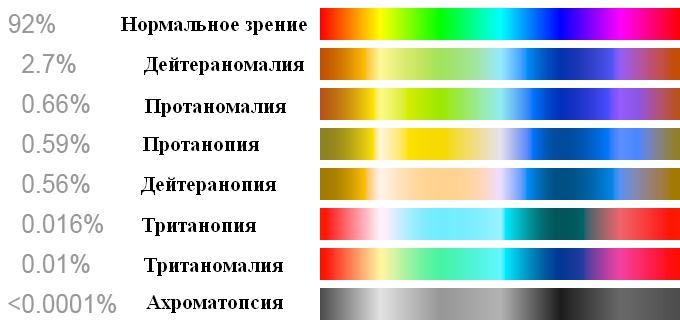 92% Нормальное зрение
2.7% Дейтераномалия
0.66% Протаномалия
0.59% Протанопия
0.56% Дейтеранопия
0.016% Тританопия
0.01% Тританомалия
<0.0001% Ахроматопсия